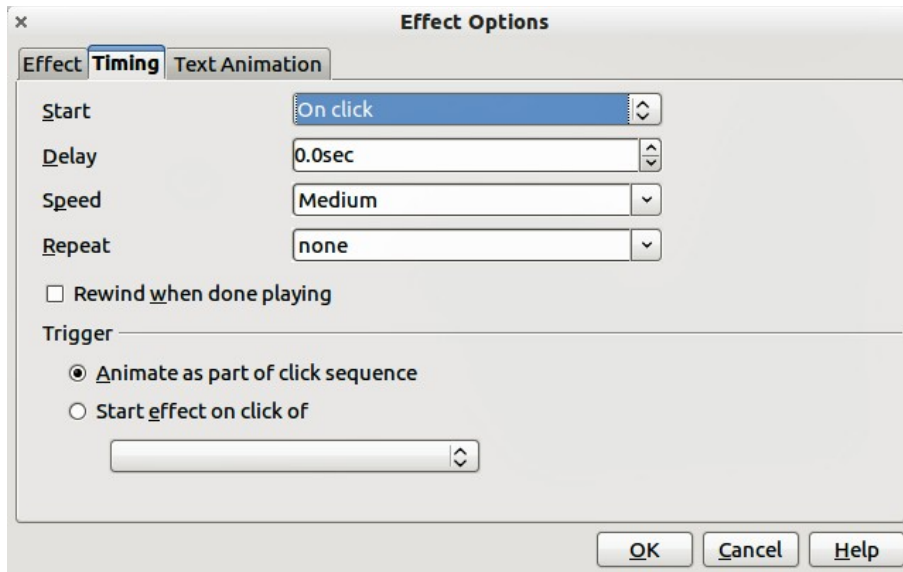 Effect Options
Effect Timing Text Animation
Start On click
Delay 0.0sec
Speed Medium
Repeat none
Rewind when done playing
Trigger
Animate as part of click sequence
Start effect on click of
OK Cancel Help